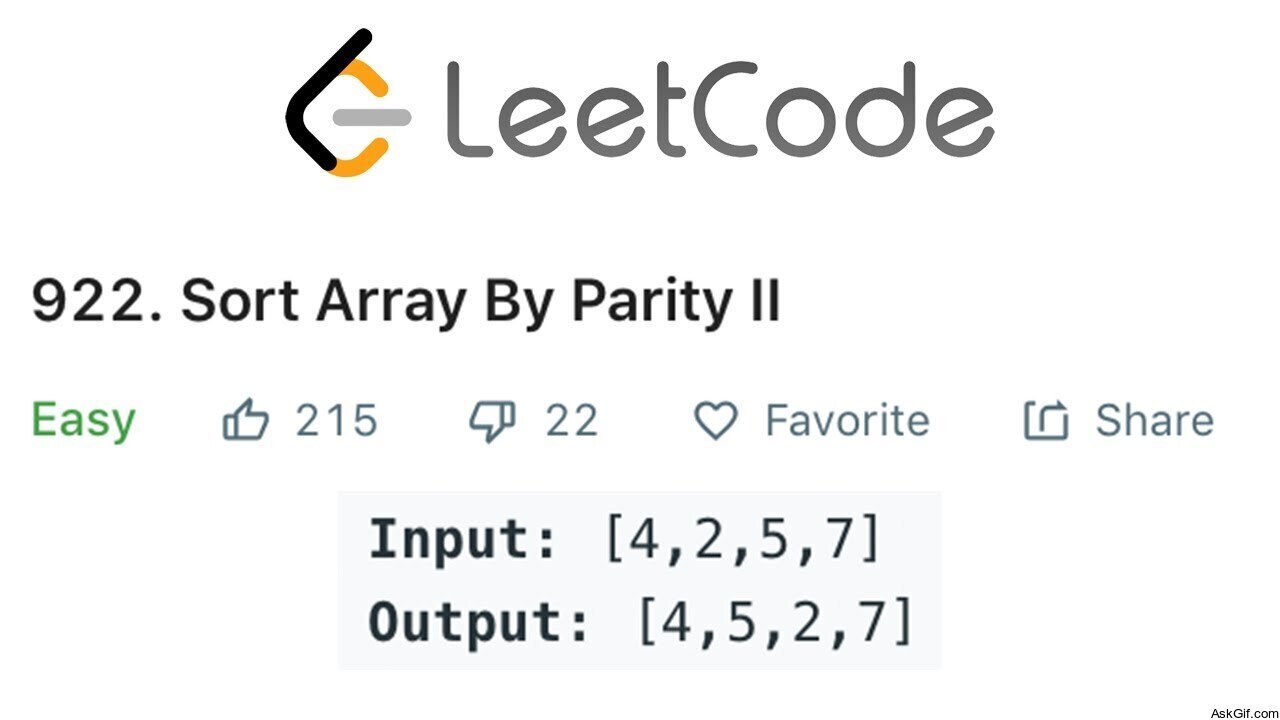 LeetCode
922. Sort Array By Parity II
Easy 215 22 Favorite Share
Input: [4,2,5,7]
Output: [4,5,2,7]
AskGif.com